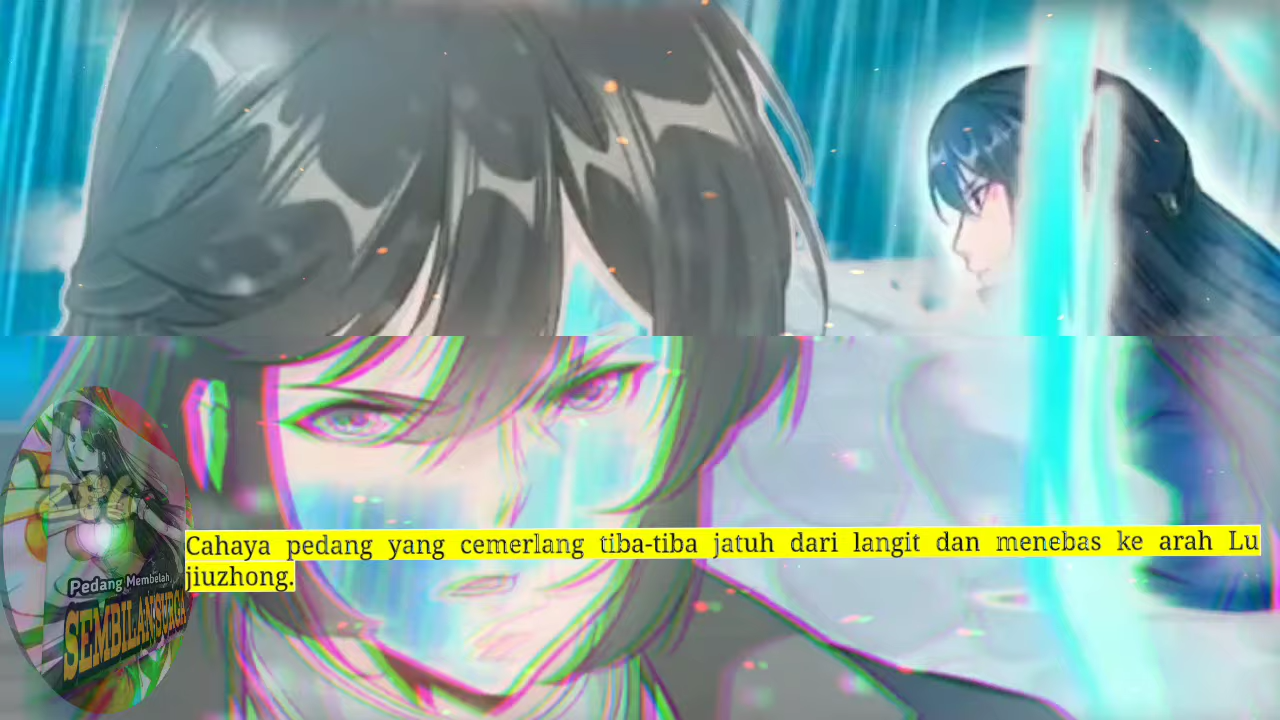 Cahaya pedang yang cemerlang tiba-tiba jatuh dari langit dan menebas ke arah Lu
jiuzhong.
Pedang Membelah
SEMBILAN SURGA